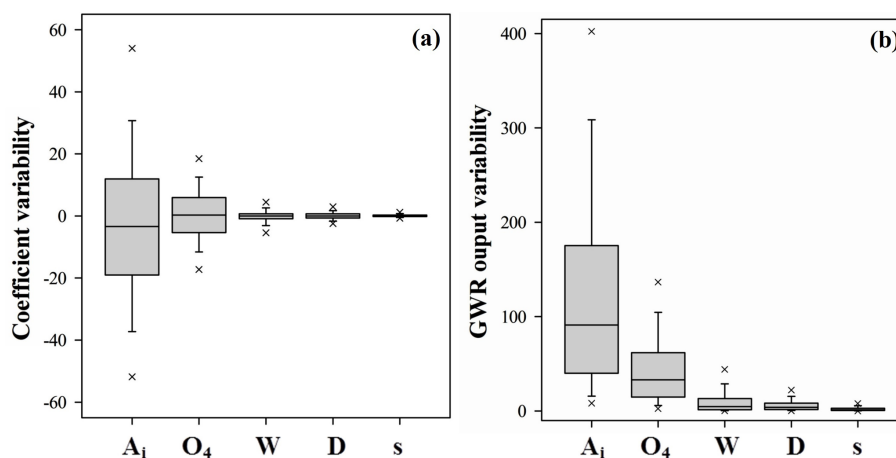 (a)
Coefficient variability
60
40
20
0
-20
-40
-60
Aᵢ O₄ W D s
(b)
GWR ouput variability
400
300
200
100
0
Aᵢ O₄ W D s